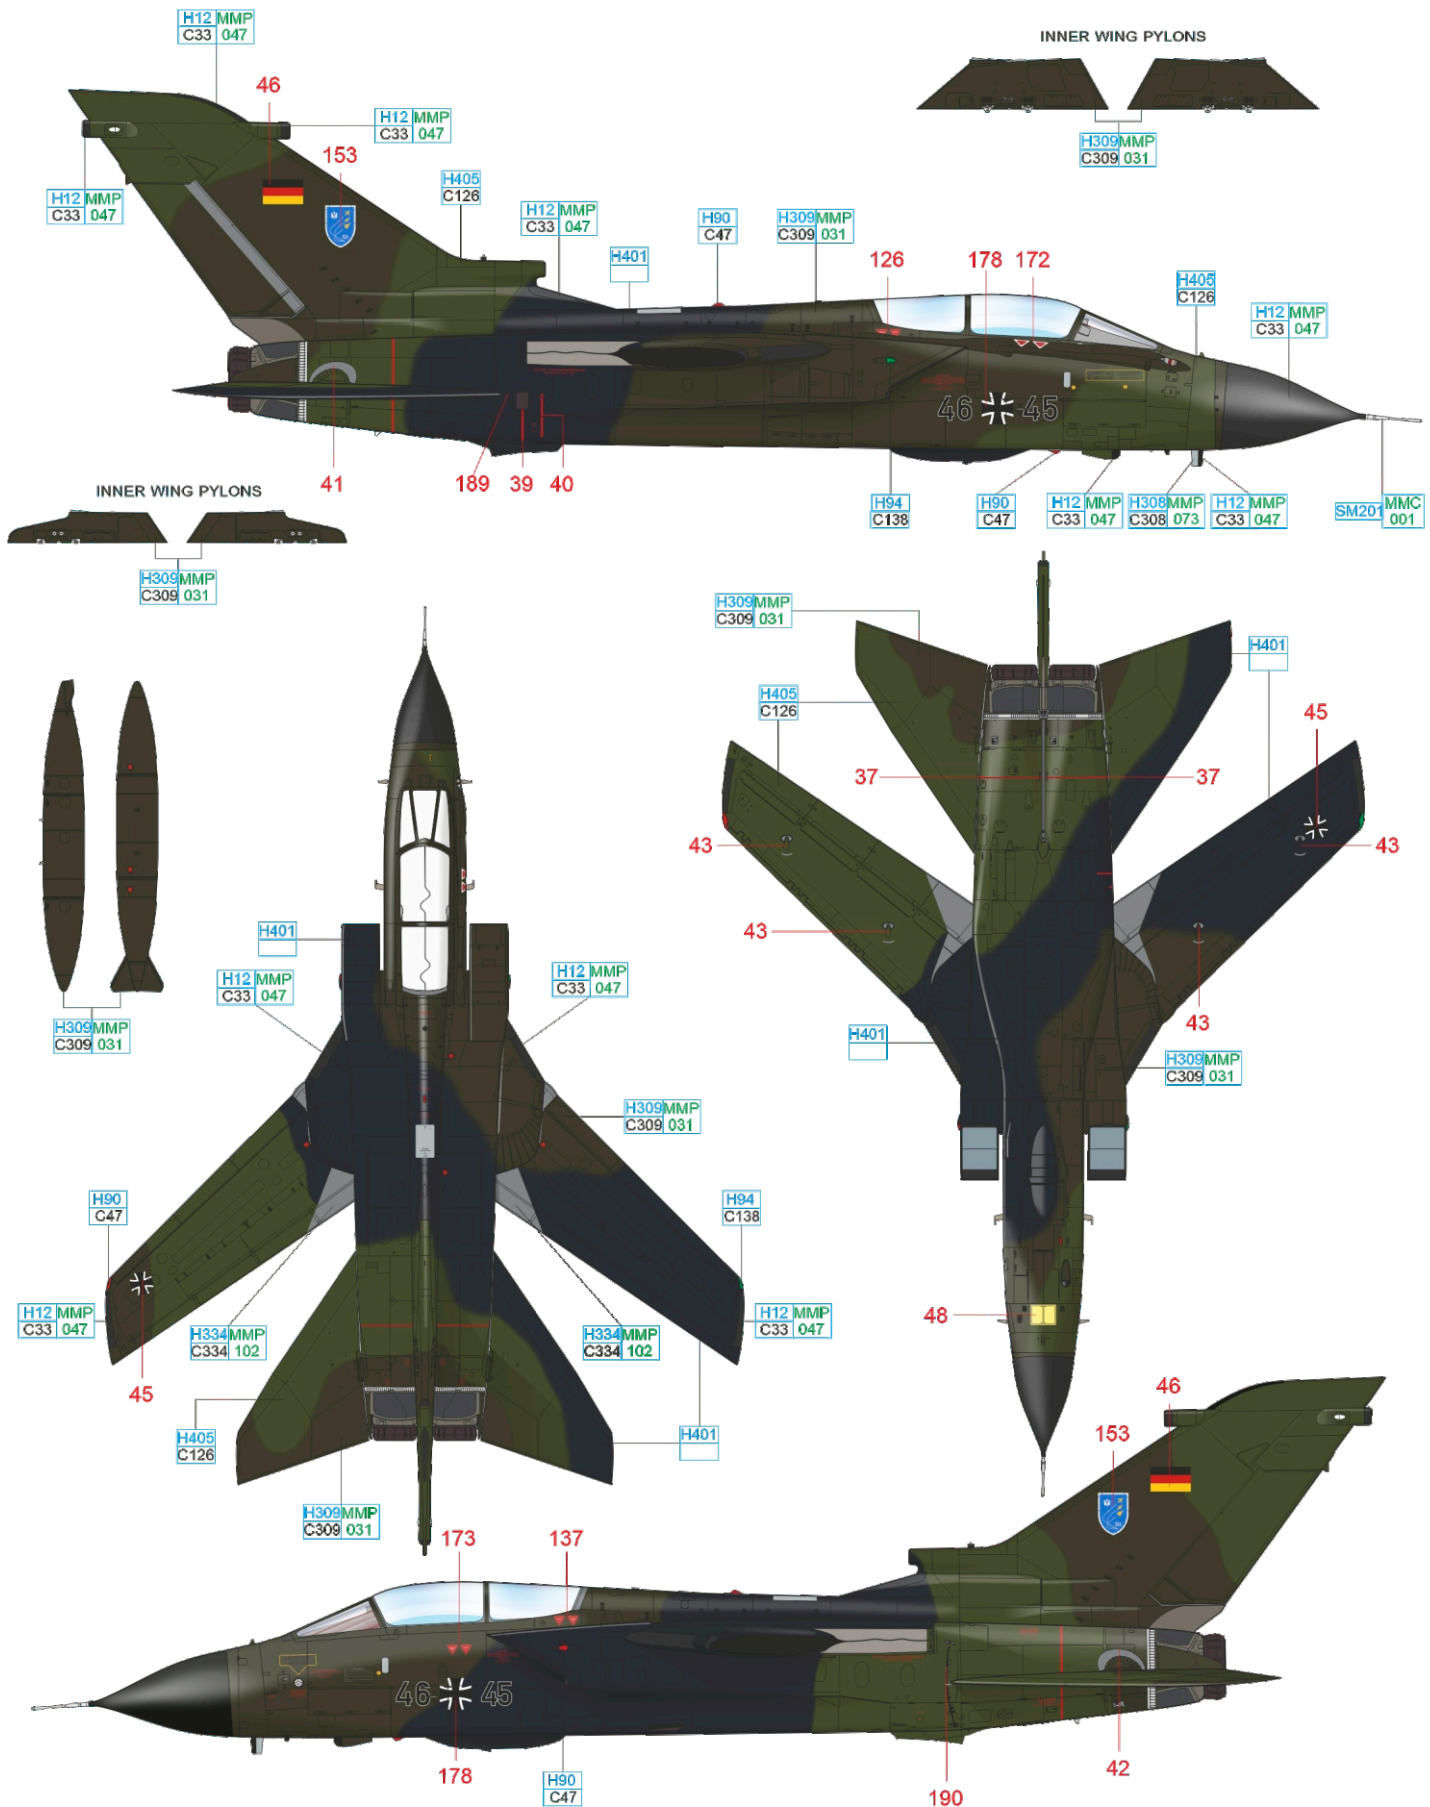 H12 MMP
C33 047
46
INNER WING PYLONS
H12 MMP
C33 047
H309 MMP
C309 031
153
H405
C126
H12 MMP
C33 047
H12 MMP
C33 047
H90
C47
H309 MMP
C309 031
H401
126
178
172
H405
C126
H12 MMP
C33 047
46
45
41
189
39
40
H94
C138
H90
C47
H12 MMP
C33 047
H308 MMP
C308 073
H12 MMP
C33 047
SM201 MMC
001
INNER WING PYLONS
H309 MMP
C309 031
H309 MMP
C309 031
H401
H405
C126
45
37
37
43
43
43
43
H401
H309 MMP
C309 031
48
H401
H12 MMP
C33 047
H12 MMP
C33 047
H309 MMP
C309 031
H309 MMP
C309 031
H90
C47
H94
C138
H12 MMP
C33 047
H334 MMP
C334 102
H334 MMP
C334 102
H12 MMP
C33 047
45
H405
C126
H401
H309 MMP
C309 031
46
153
173
137
46
45
178
H90
C47
190
42